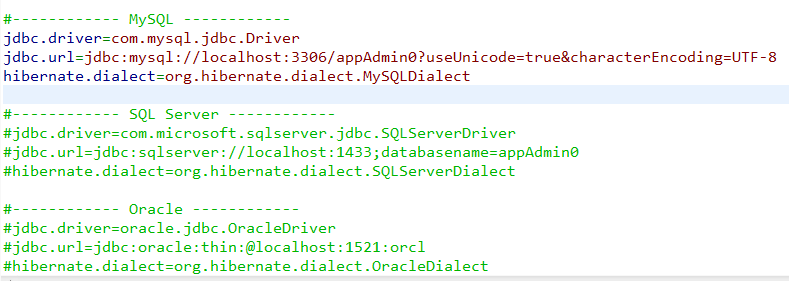 #------------ MySQL ------------
jdbc.driver=com.mysql.jdbc.Driver
jdbc.url=jdbc:mysql://localhost:3306/appAdmin0?useUnicode=true&characterEncoding=UTF-8
hibernate.dialect=org.hibernate.dialect.MySQLDialect
#------------ SQL Server ------------
#jdbc.driver=com.microsoft.sqlserver.jdbc.SQLServerDriver
#jdbc.url=jdbc:sqlserver://localhost:1433;databasename=appAdmin0
#hibernate.dialect=org.hibernate.dialect.SQLServerDialect
#------------ Oracle ------------
#jdbc.driver=oracle.jdbc.OracleDriver
#jdbc.url=jdbc:oracle:thin:@localhost:1521:orcl
#hibernate.dialect=org.hibernate.dialect.OracleDialect